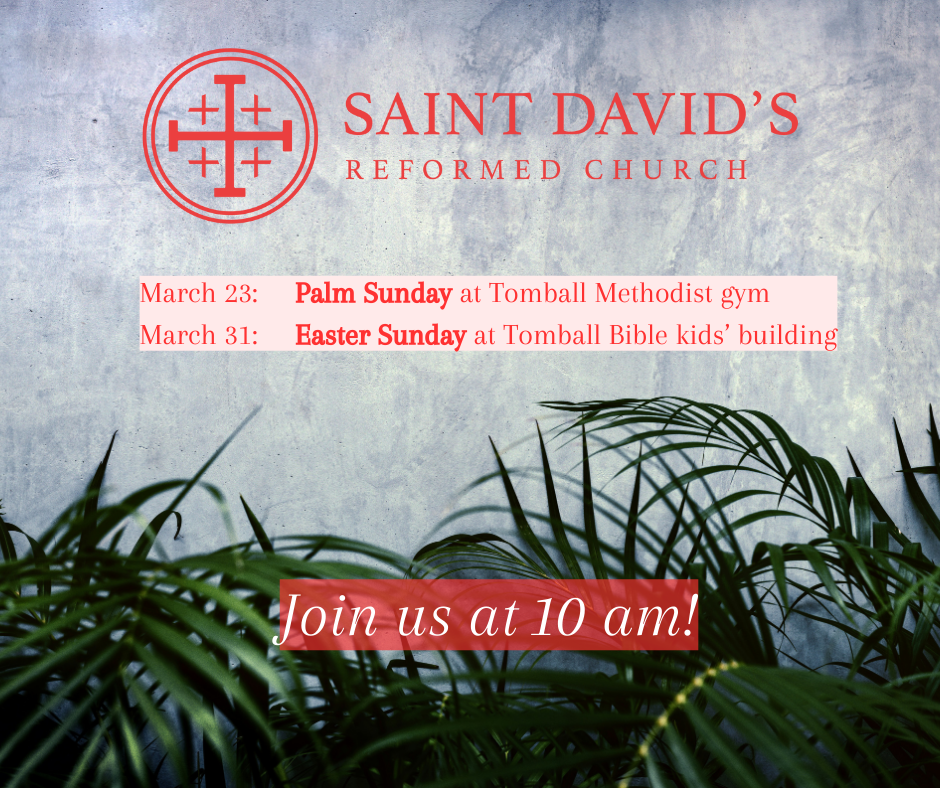 SAINT DAVID’S
REFORMED CHURCH
March 23: Palm Sunday at Tomball Methodist gym
March 31: Easter Sunday at Tomball Bible kids’ building
Join us at 10 am!